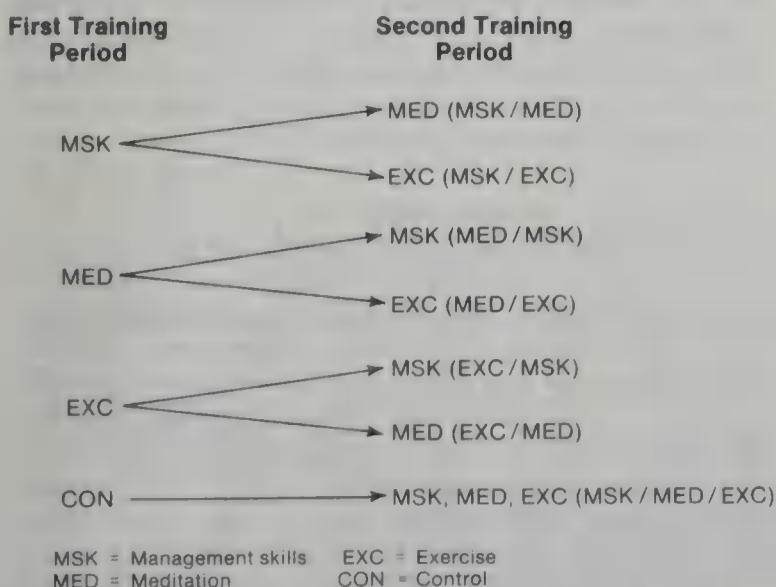 First Training Period
Second Training Period
MSK
MED (MSK/MED)
EXC (MSK/EXC)
MED
MSK (MED/MSK)
EXC (MED/EXC)
EXC
MSK (EXC/MSK)
MED (EXC/MED)
CON
MSK, MED, EXC (MSK/MED/EXC)
MSK = Management skills EXC = Exercise
MED = Meditation CON = Control